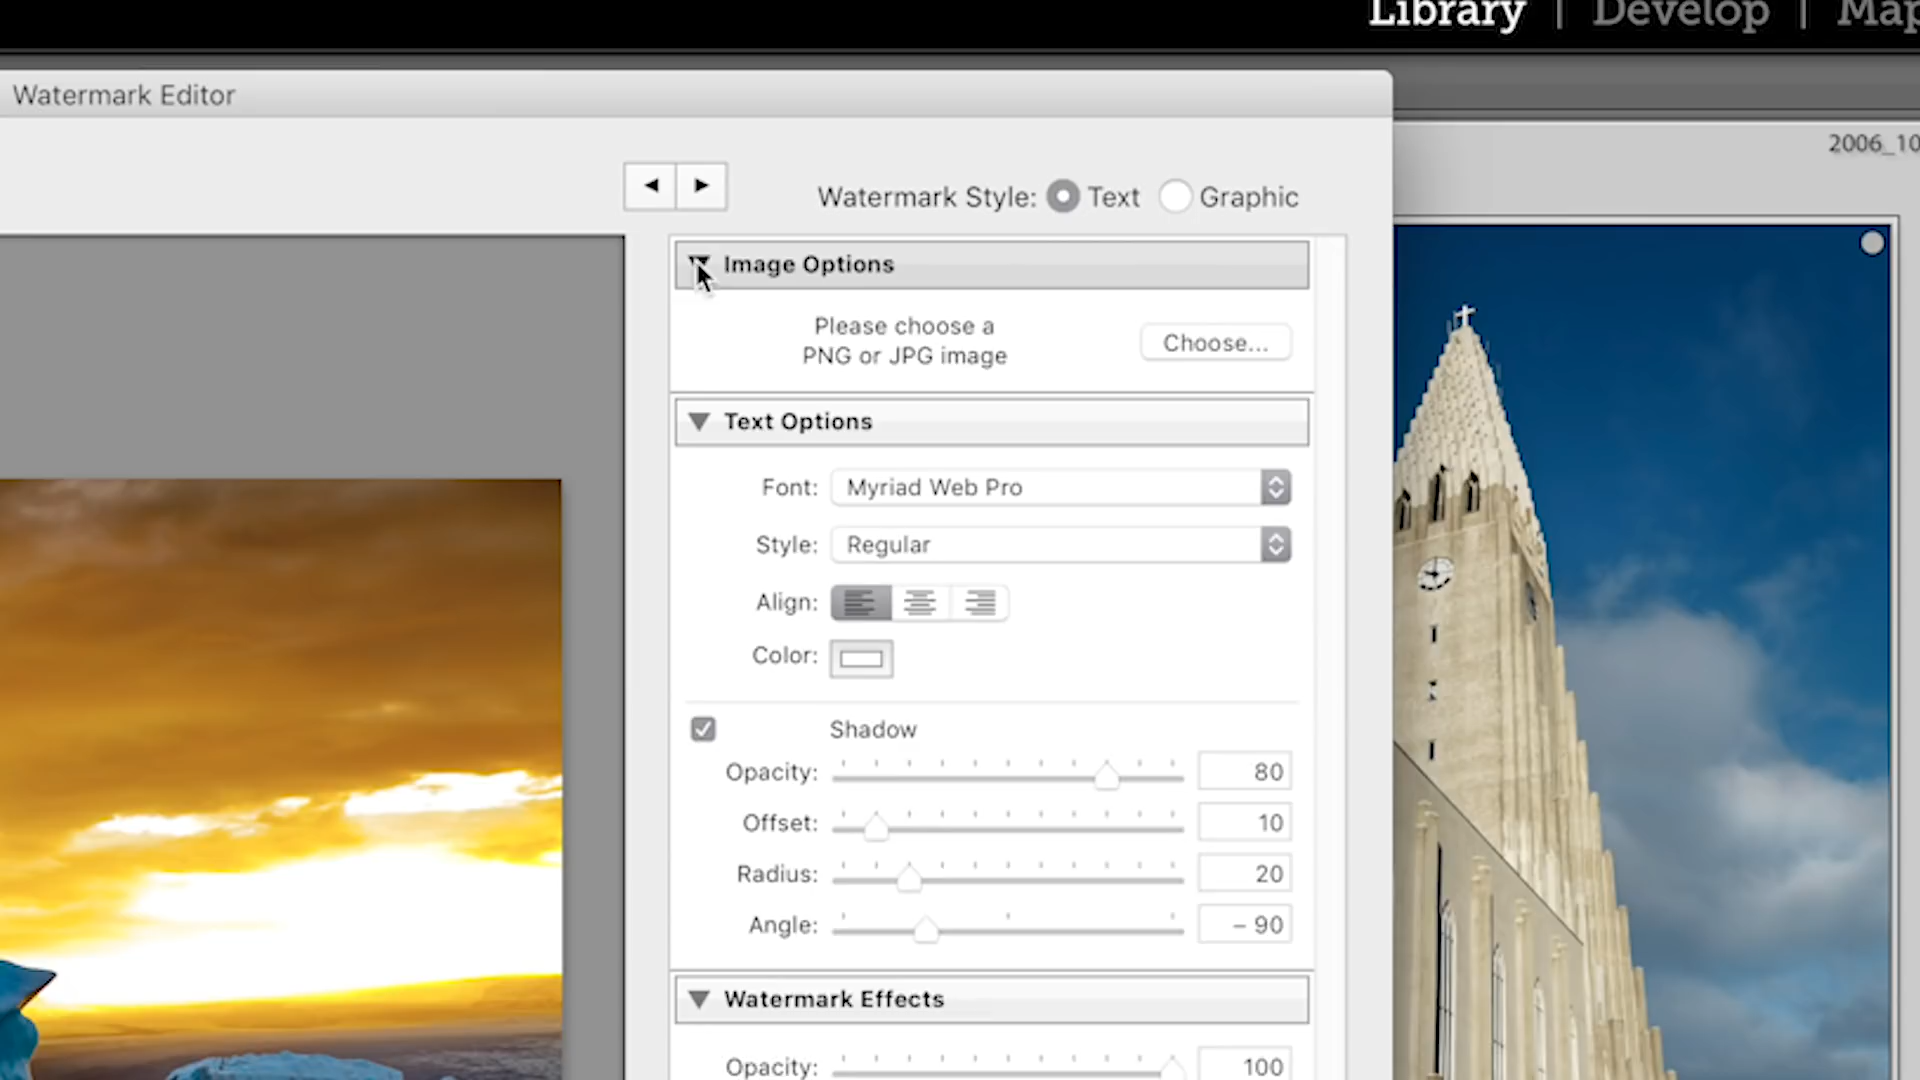 Library | Develop | Map
Watermark Editor
2006_10
Watermark Style: Text Graphic
Image Options
Please choose a
PNG or JPG image
Choose...
Text Options
Font: Myriad Web Pro
Style: Regular
Align:
Color:
Shadow
Opacity: 80
Offset: 10
Radius: 20
Angle: – 90
Watermark Effects
Opacity: 100